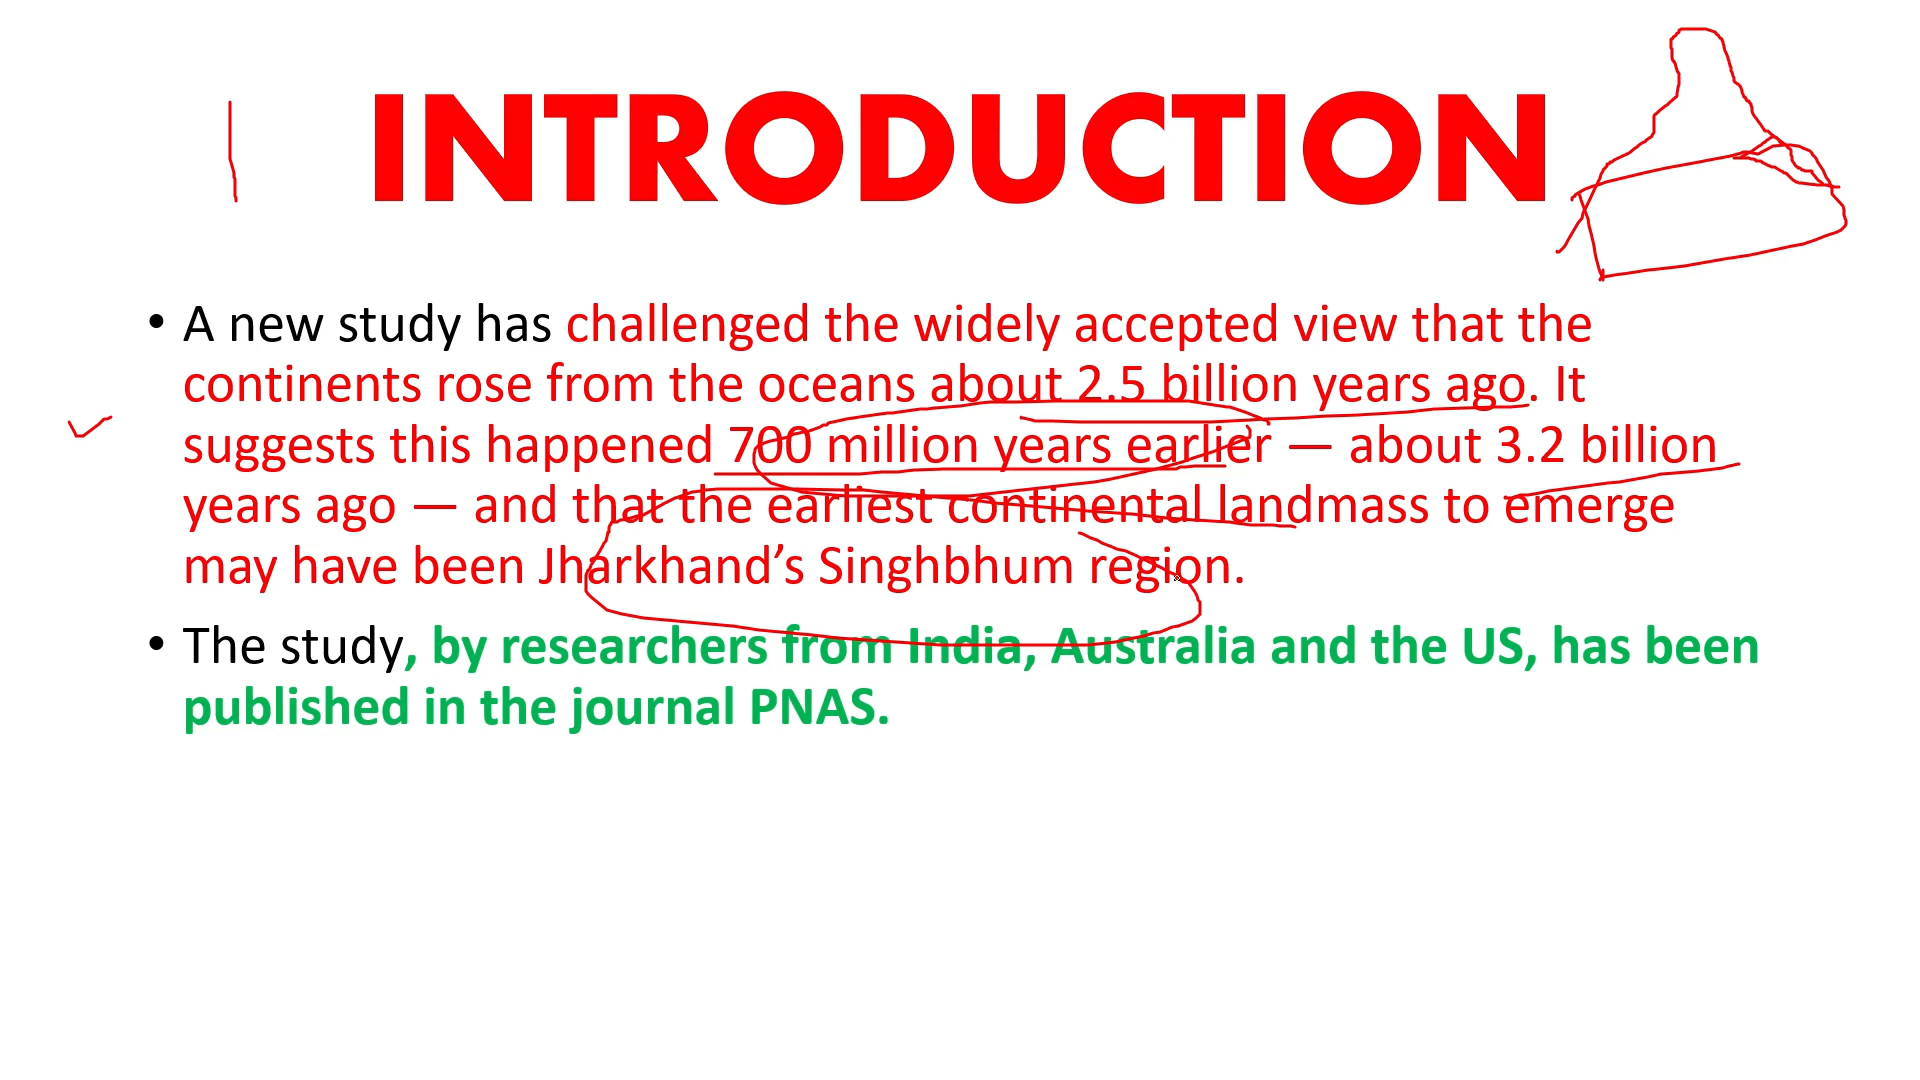 INTRODUCTION
• A new study has challenged the widely accepted view that the
continents rose from the oceans about 2.5 billion years ago. It
suggests this happened 700 million years earlier — about 3.2 billion
years ago — and that the earliest continental landmass to emerge
may have been Jharkhand’s Singhbhum region.
• The study, by researchers from India, Australia and the US, has been
published in the journal PNAS.